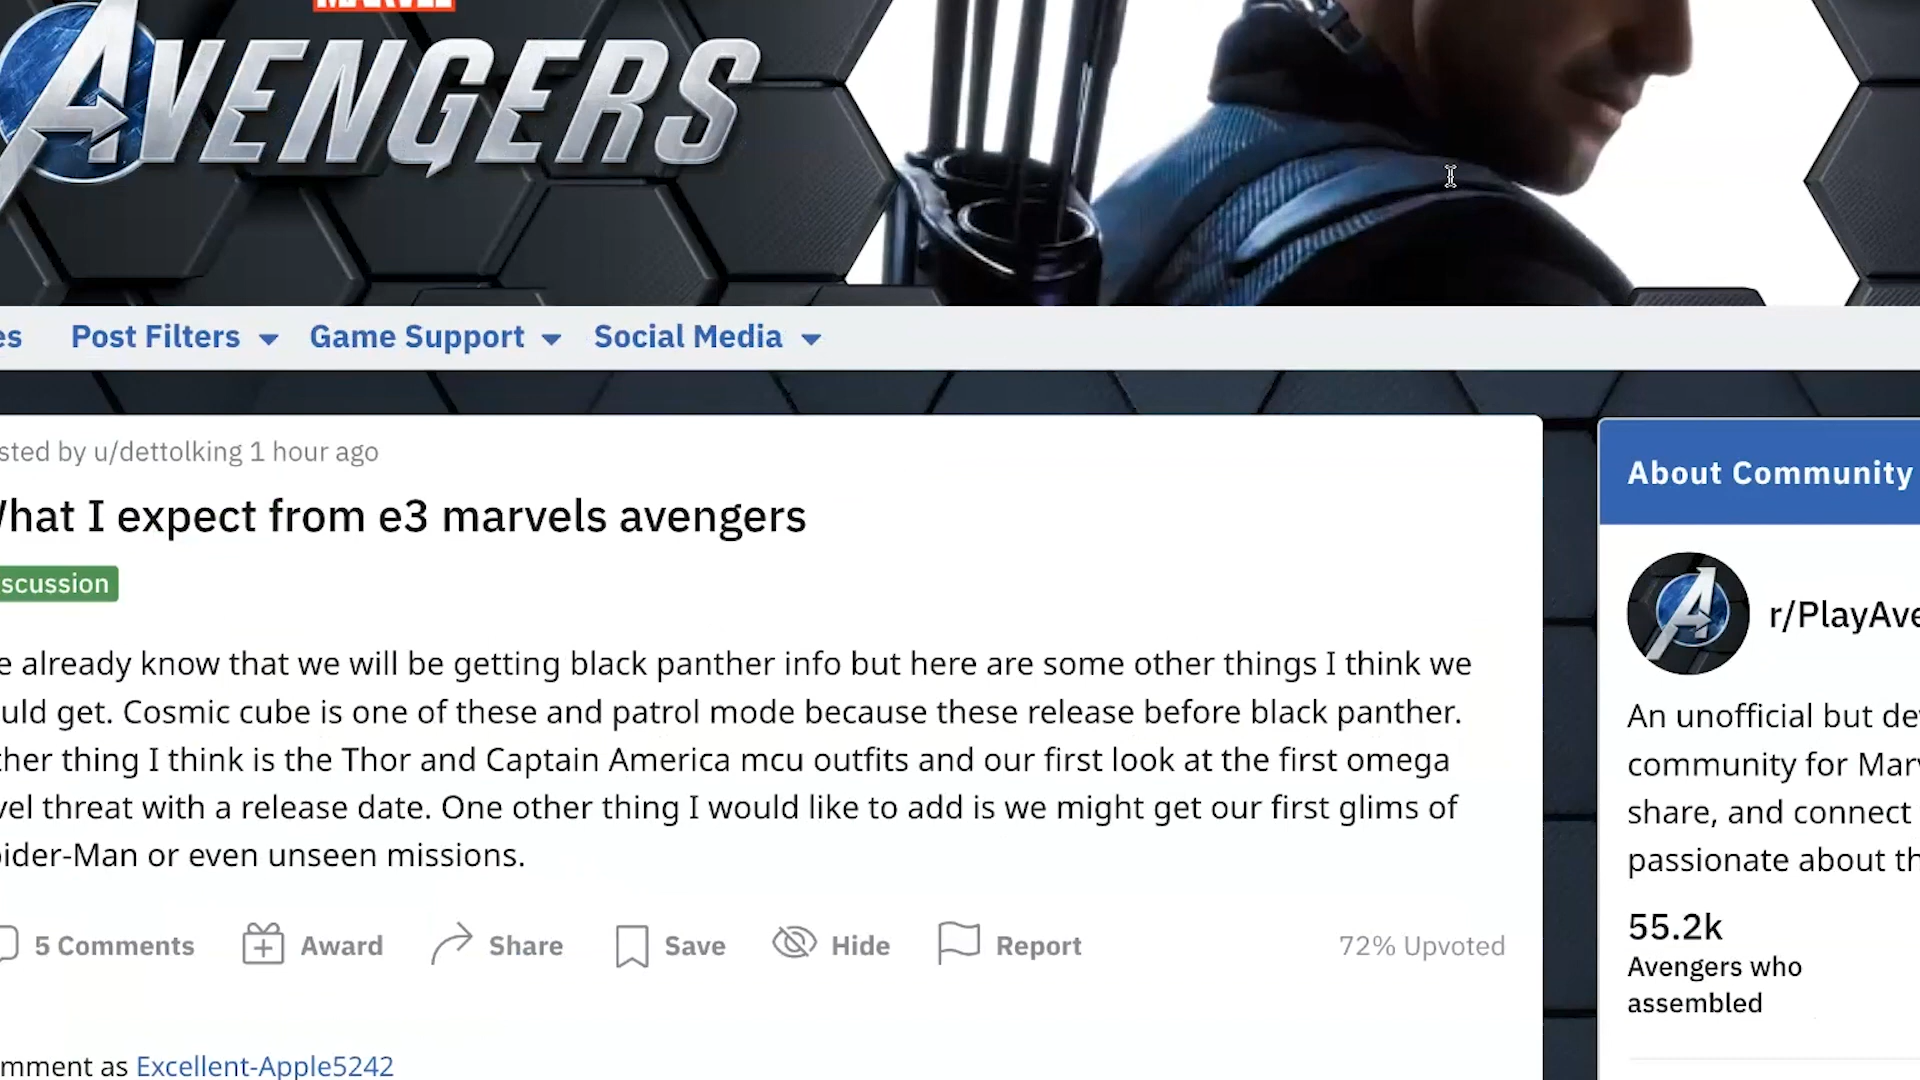 MARVEL
AVENGERS
es Post Filters Game Support Social Media
sted by u/dettolking 1 hour ago
hat I expect from e3 marvels avengers
scussion
e already know that we will be getting black panther info but here are some other things I think we
uld get. Cosmic cube is one of these and patrol mode because these release before black panther.
ther thing I think is the Thor and Captain America mcu outfits and our first look at the first omega
vel threat with a release date. One other thing I would like to add is we might get our first glims of
pider-Man or even unseen missions.
5 Comments Award Share Save Hide Report 72% Upvoted
mment as Excellent-Apple5242
About Community
r/PlayAve
An unofficial but de
community for Marv
share, and connect
passionate about th
55.2k
Avengers who
assembled